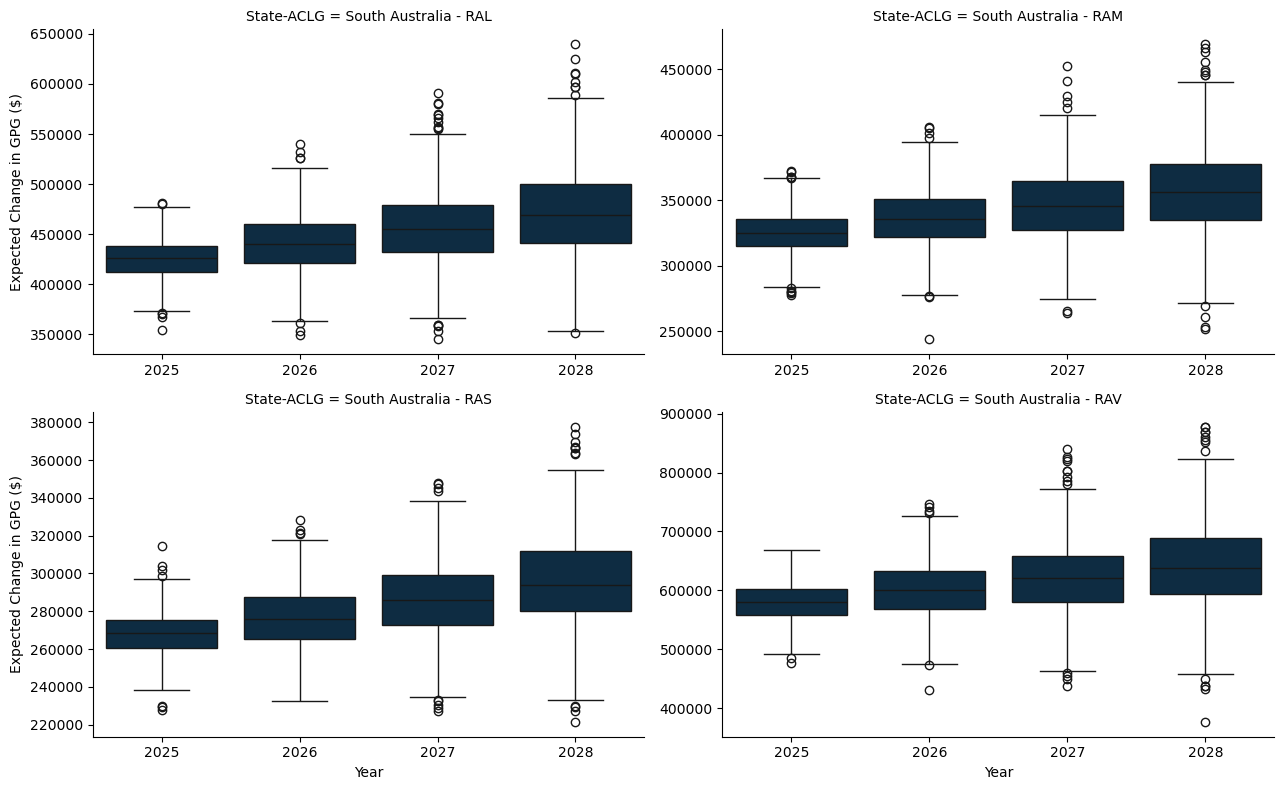 State-ACLG = South Australia - RAL
Expected Change in GPG ($)
650000
600000
550000
500000
450000
400000
350000
2025 2026 2027 2028
State-ACLG = South Australia - RAM
450000
400000
350000
300000
250000
2025 2026 2027 2028
State-ACLG = South Australia - RAS
Expected Change in GPG ($)
380000
360000
340000
320000
300000
280000
260000
240000
220000
2025 2026 2027 2028
Year
State-ACLG = South Australia - RAV
900000
800000
700000
600000
500000
400000
2025 2026 2027 2028
Year